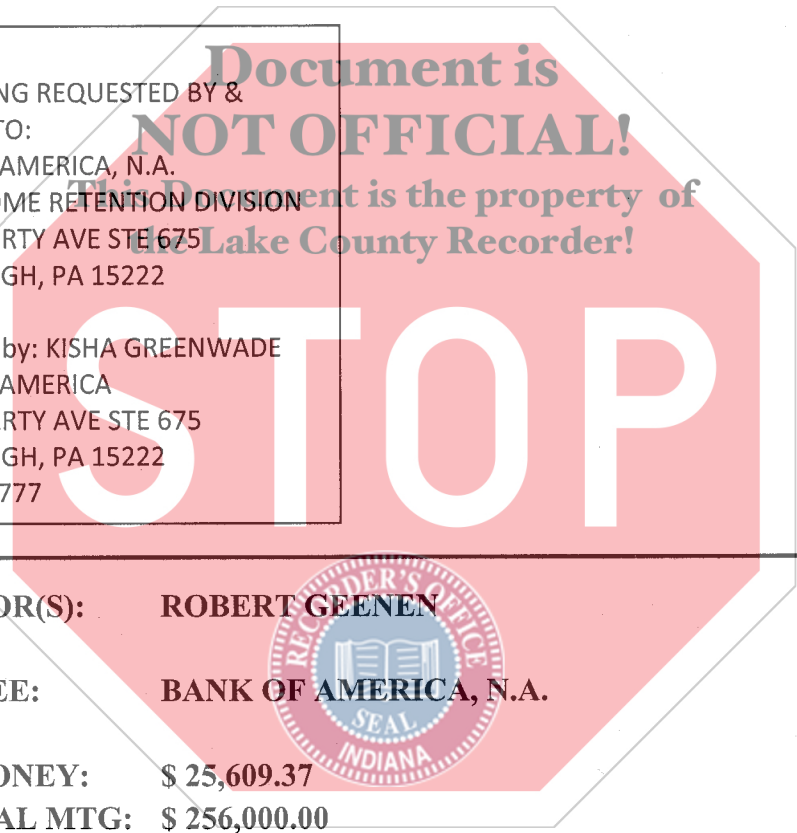 Document is
NOT OFFICIAL!
This Document is the property of
the Lake County Recorder!
STOP
NG REQUESTED BY &
TO:
AMERICA, N.A.
OME RETENTION DIVISION
RTY AVE STE 675
GH, PA 15222
by: KISHA GREENWADE
AMERICA
ERTY AVE STE 675
GH, PA 15222
777
OR(S): ROBERT GEENEN
EE: BANK OF AMERICA, N.A.
ONEY: $ 25,609.37
AL MTG: $ 256,000.00
RECORDER'S OFFICE
SEAL
INDIANA